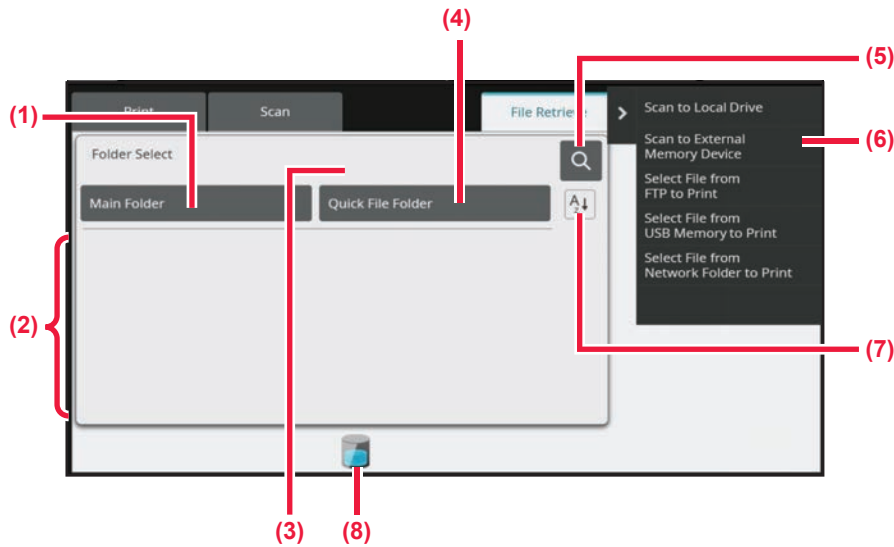 (4)
(5)
(1)
Print
Scan
File Retrieve
Scan to Local Drive
(6)
Scan to External
Memory Device
Folder Select
Select File from
FTP to Print
Main Folder
Quick File Folder
A
Z
Select File from
USB Memory to Print
Select File from
Network Folder to Print
(2)
(7)
(3)
(8)